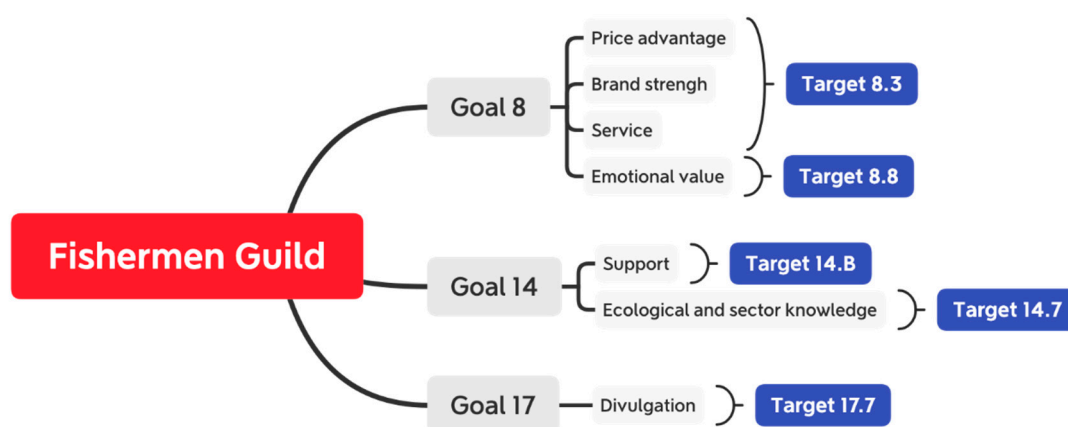 Fishermen Guild
Goal 8
Price advantage
Brand strengh
Service
Target 8.3
Emotional value
Target 8.8
Goal 14
Support
Target 14.B
Ecological and sector knowledge
Target 14.7
Goal 17
Divulgation
Target 17.7